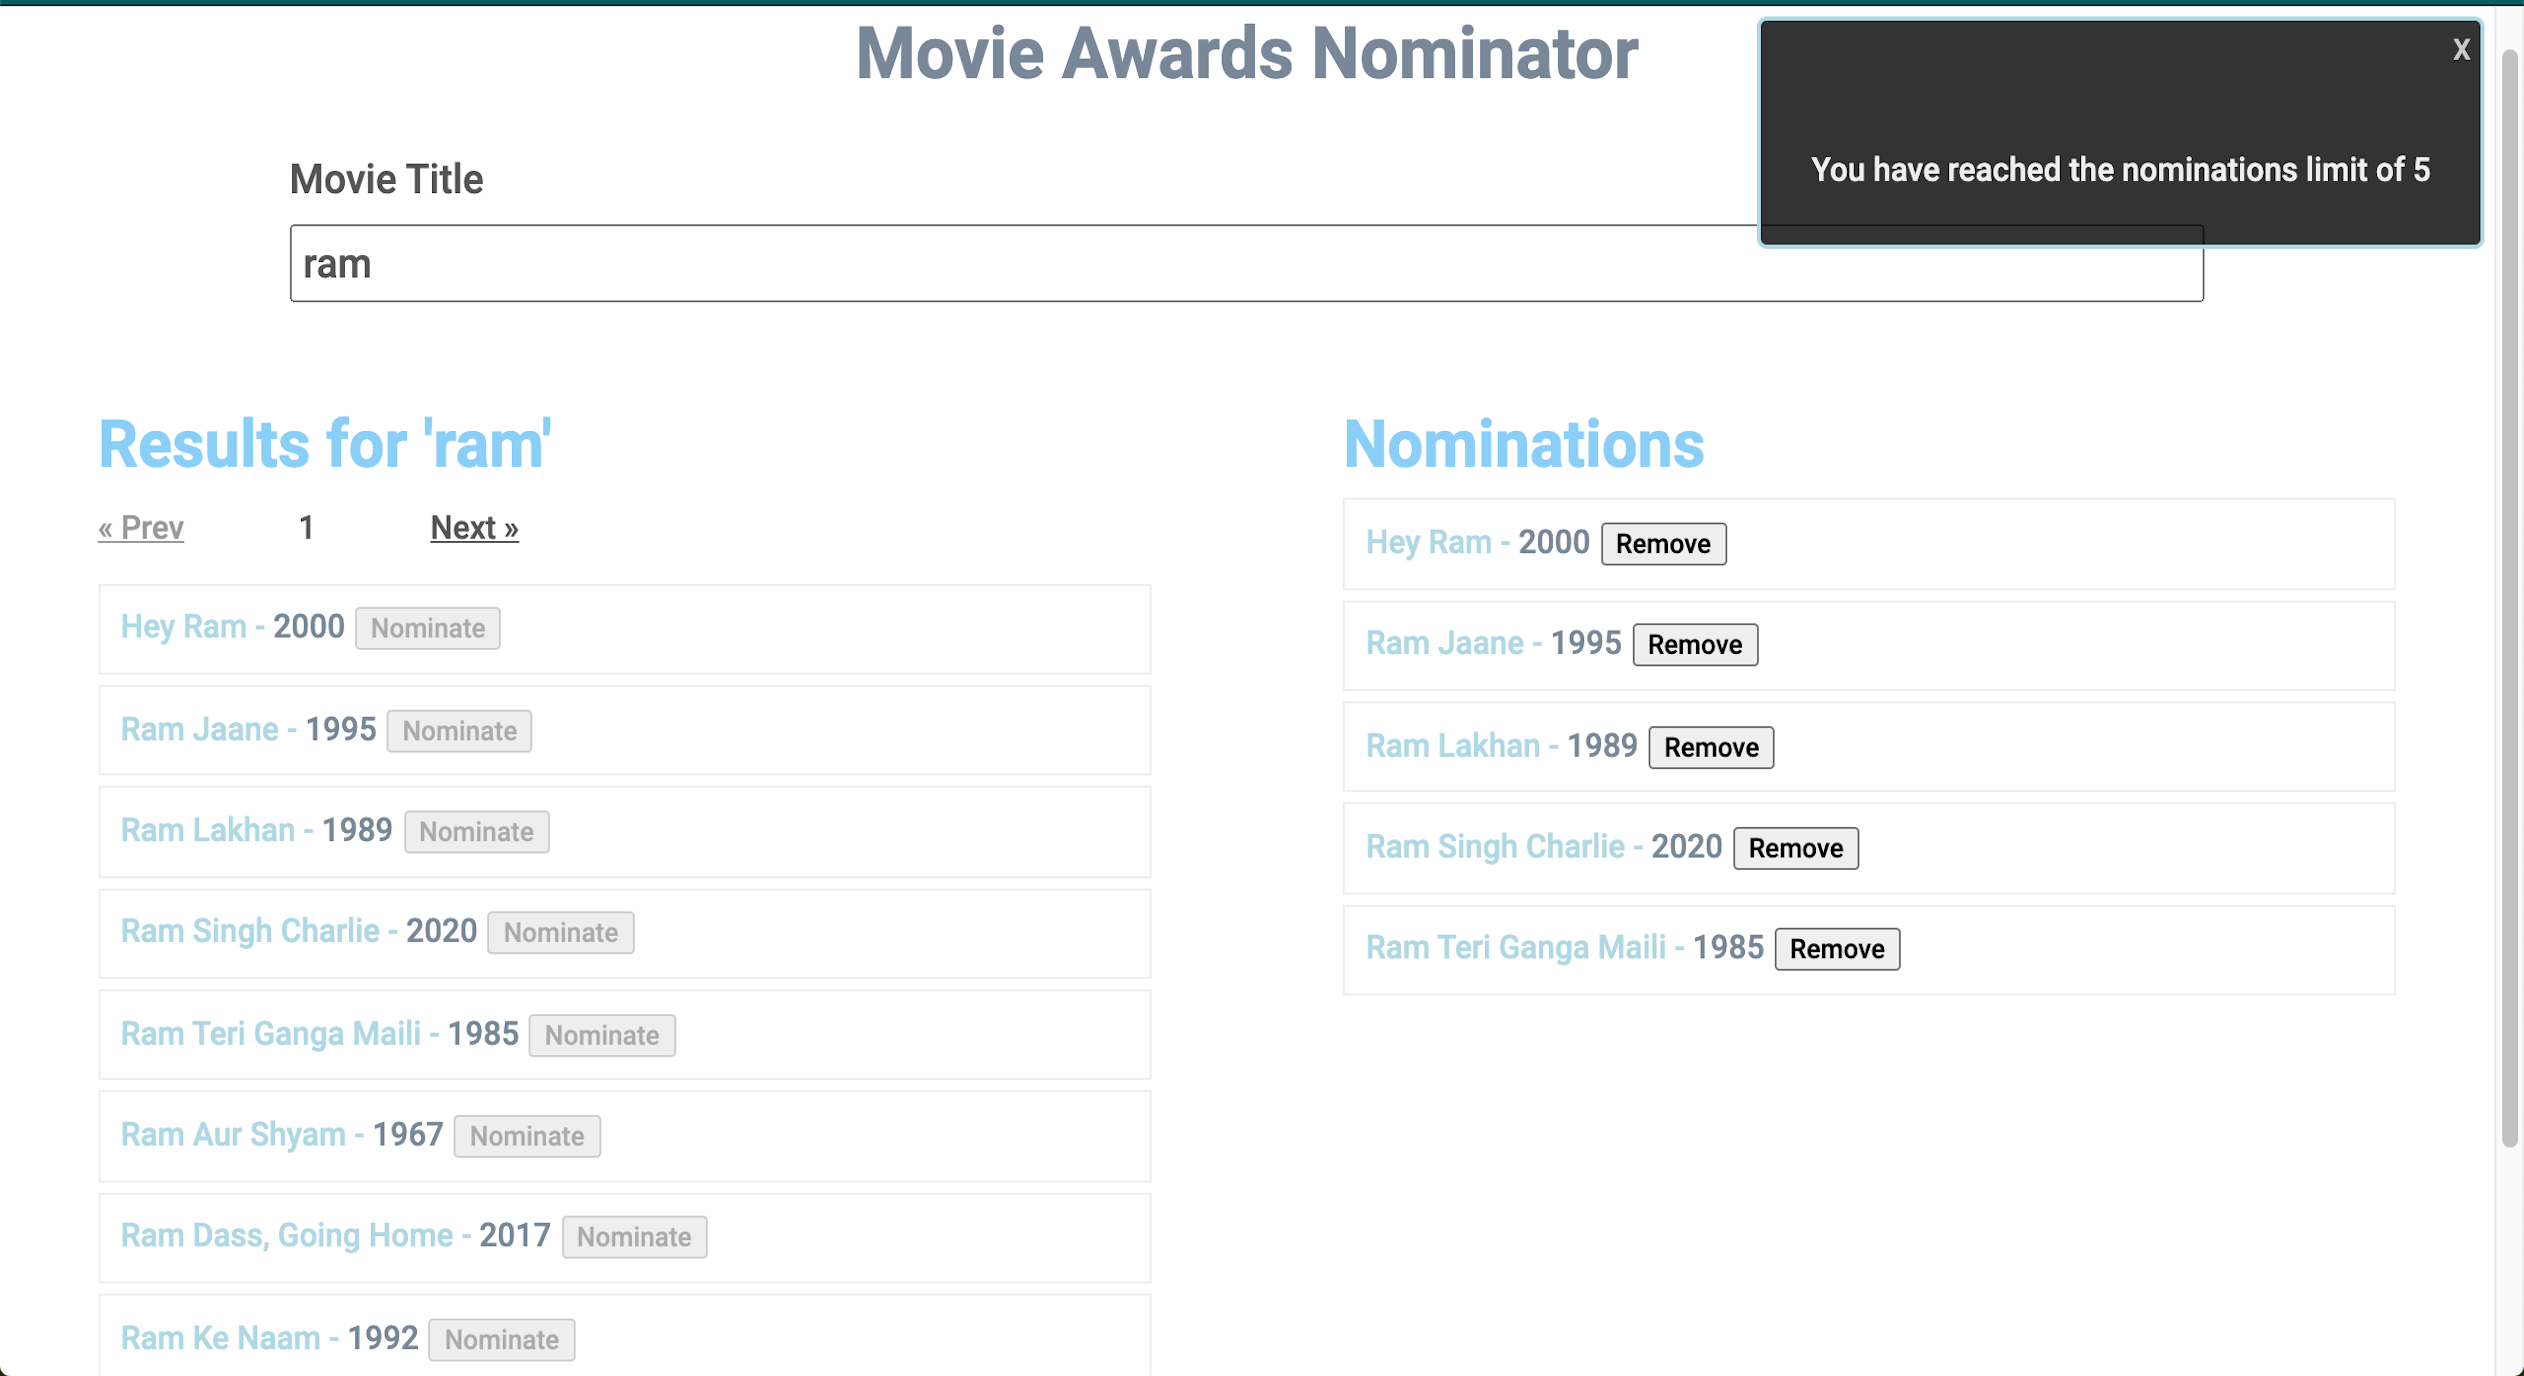 Movie Awards Nominator
X
You have reached the nominations limit of 5
Movie Title
ram
Results for 'ram'
« Prev 1 Next »
Hey Ram - 2000 Nominate
Ram Jaane - 1995 Nominate
Ram Lakhan - 1989 Nominate
Ram Singh Charlie - 2020 Nominate
Ram Teri Ganga Maili - 1985 Nominate
Ram Aur Shyam - 1967 Nominate
Ram Dass, Going Home - 2017 Nominate
Ram Ke Naam - 1992 Nominate
Nominations
Hey Ram - 2000 Remove
Ram Jaane - 1995 Remove
Ram Lakhan - 1989 Remove
Ram Singh Charlie - 2020 Remove
Ram Teri Ganga Maili - 1985 Remove